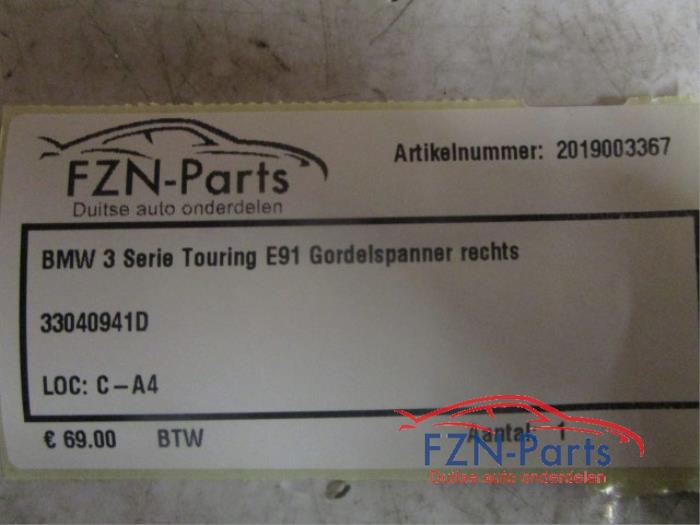 FZN-Parts
Duitse auto onderdelen
Artikelnummer: 2019003367
BMW 3 Serie Touring E91 Gordelspanner rechts
33040941D
LOC: C-A4
€ 69.00 BTW Aantal: 1
FZN-Parts
Duitse auto onderdelen